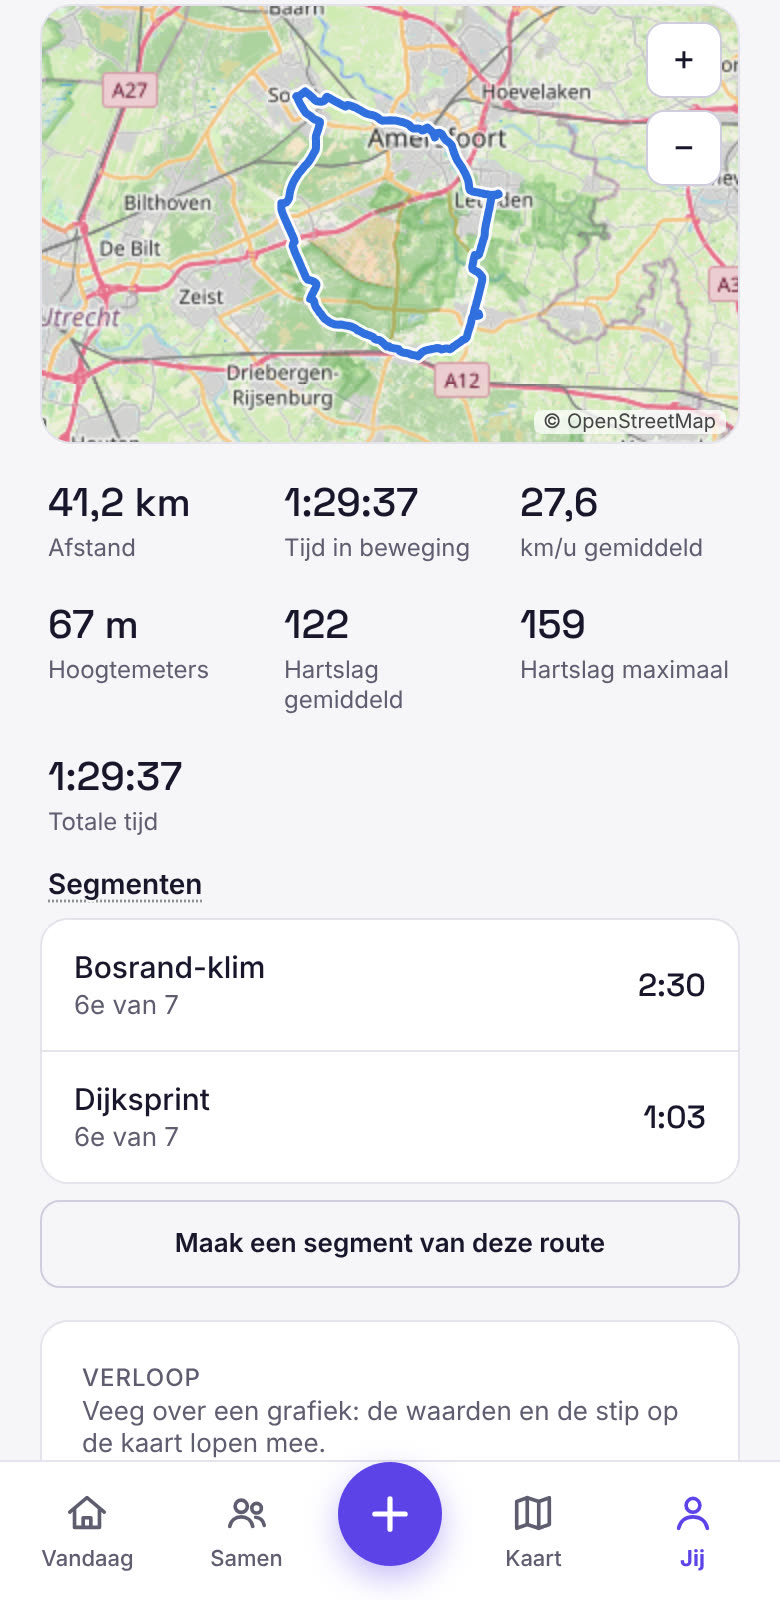 Baarn
A27
So
Hoevelaken
Amersfoort
Bilthoven
Leusden
De Bilt
Zeist
Utrecht
Driebergen-
Rijsenburg
A12
© OpenStreetMap
+
−
41,2 km
1:29:37
27,6
Afstand
Tijd in beweging
km/u gemiddeld
67 m
122
159
Hoogtemeters
Hartslag
gemiddeld
Hartslag maximaal
1:29:37
Totale tijd
Segmenten
Bosrand-klim
6e van 7
2:30
Dijksprint
6e van 7
1:03
Maak een segment van deze route
VERLOOP
Veeg over een grafiek: de waarden en de stip op
de kaart lopen mee.
Vandaag
Samen
Kaart
Jij